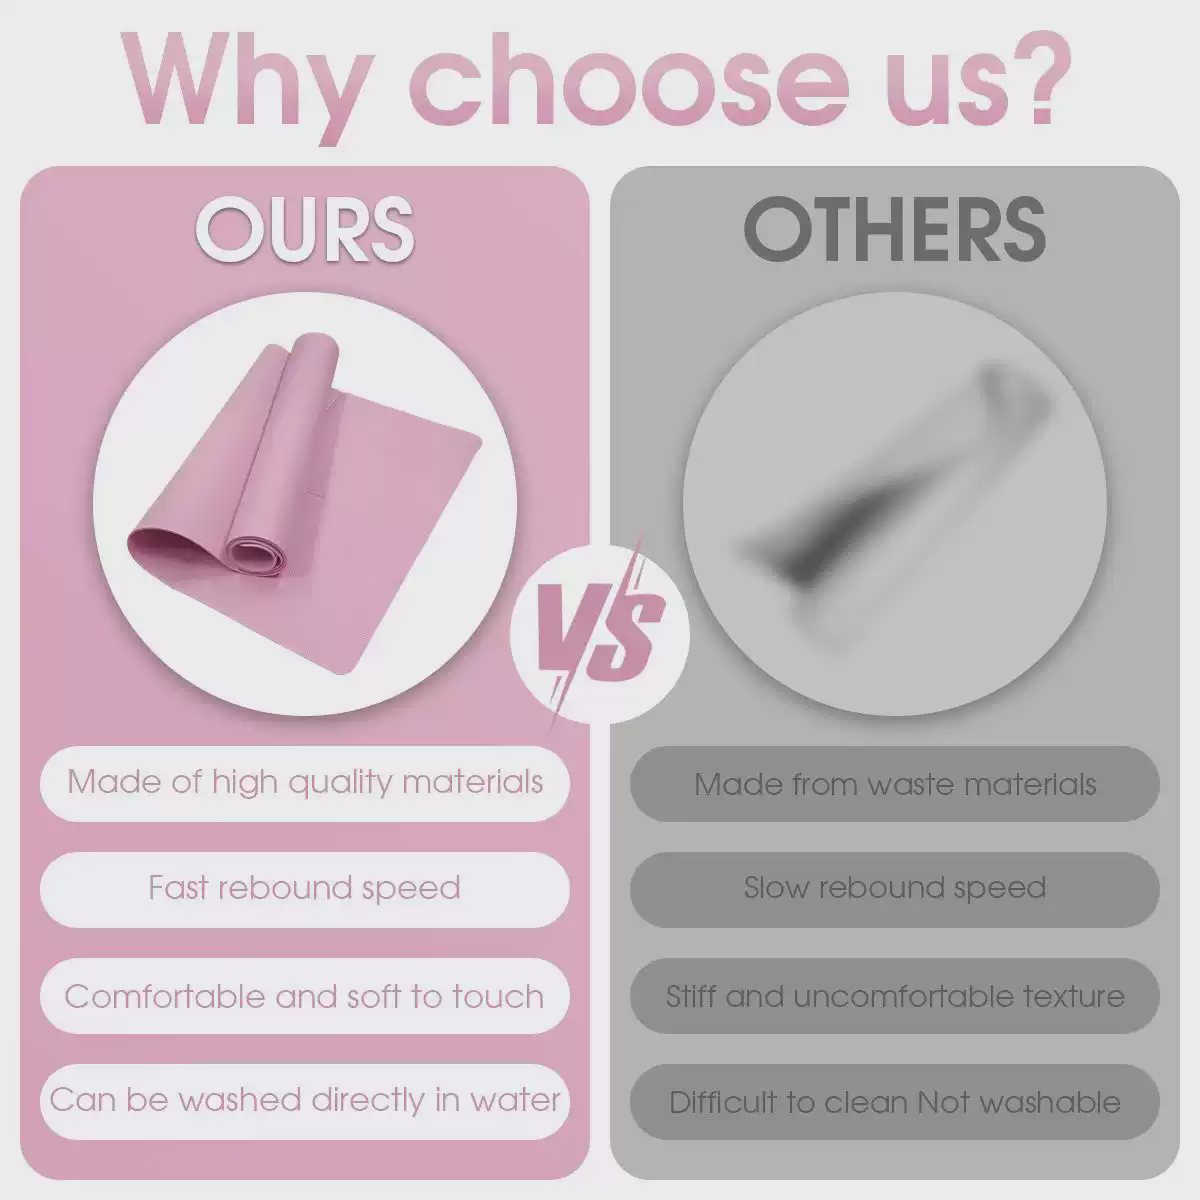 Why choose us?
OURS
OTHERS
VS
Made of high quality materials
Made from waste materials
Fast rebound speed
Slow rebound speed
Comfortable and soft to touch
Stiff and uncomfortable texture
Can be washed directly in water
Difficult to clean Not washable